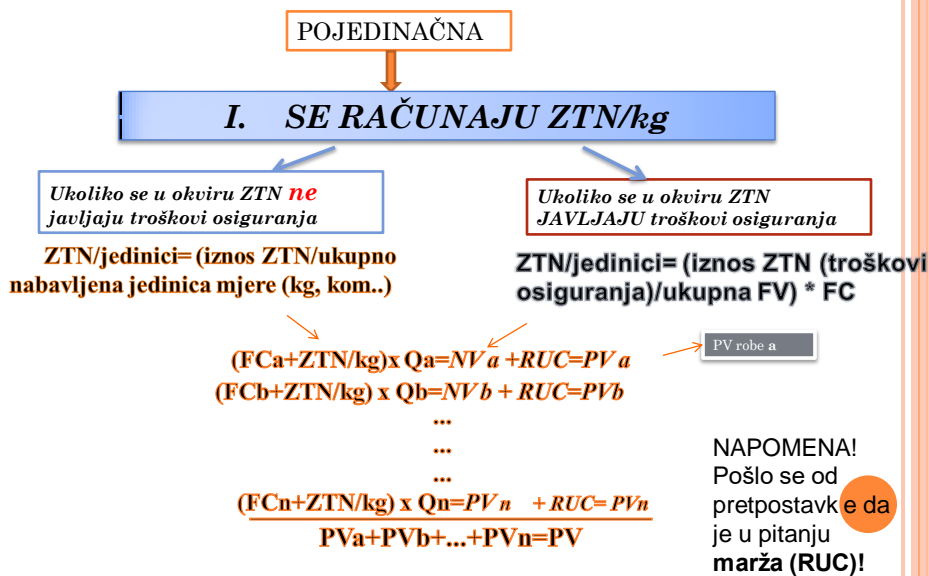 POJEDINAČNA
I. SE RAČUNAJU ZTN/kg
Ukoliko se u okviru ZTN ne
javljaju troškovi osiguranja
Ukoliko se u okviru ZTN
JAVLJAJU troškovi osiguranja
ZTN/jedinici= (iznos ZTN/ukupno
nabavljena jedinica mjere (kg, kom..)
ZTN/jedinici= (iznos ZTN (troškovi
osiguranja)/ukupna FV) * FC
(FCa+ZTN/kg)x Qa=NV a +RUC=PV a
PV robe a
(FCb+ZTN/kg) x Qb=NV b + RUC=PVb
...
...
...
(FCn+ZTN/kg) x Qn=PV n + RUC= PVn
PVa+PVb+...+PVn=PV
NAPOMENA!
Pošlo se od
pretpostavk e da
je u pitanju
marža (RUC)!